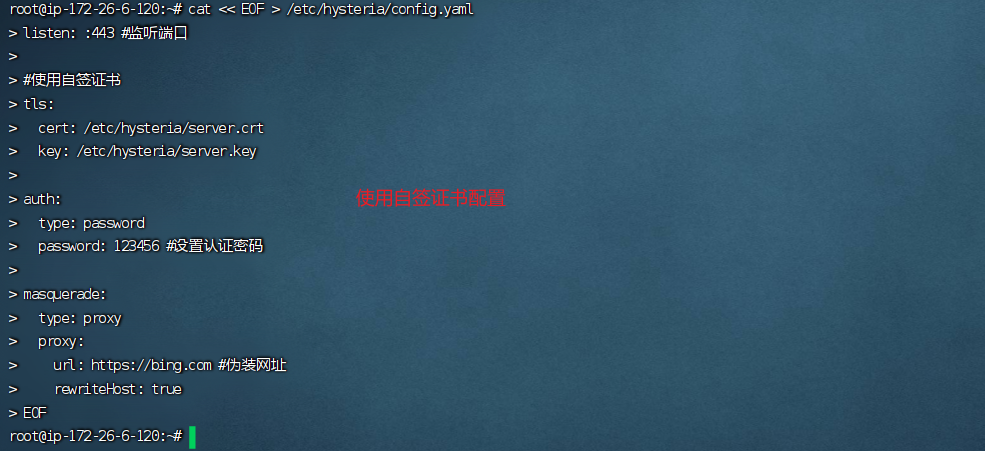 root@ip-172-26-6-120:~# cat << EOF > /etc/hysteria/config.yaml
> listen: :443 #监听端口
>
> #使用自签证书
> tls:
>   cert: /etc/hysteria/server.crt
>   key: /etc/hysteria/server.key
>
> auth:
使用自签证书配置
>   type: password
>   password: 123456 #设置认证密码
>
> masquerade:
>   type: proxy
>   proxy:
>     url: https://bing.com #伪装网址
>     rewriteHost: true
> EOF
root@ip-172-26-6-120:~#